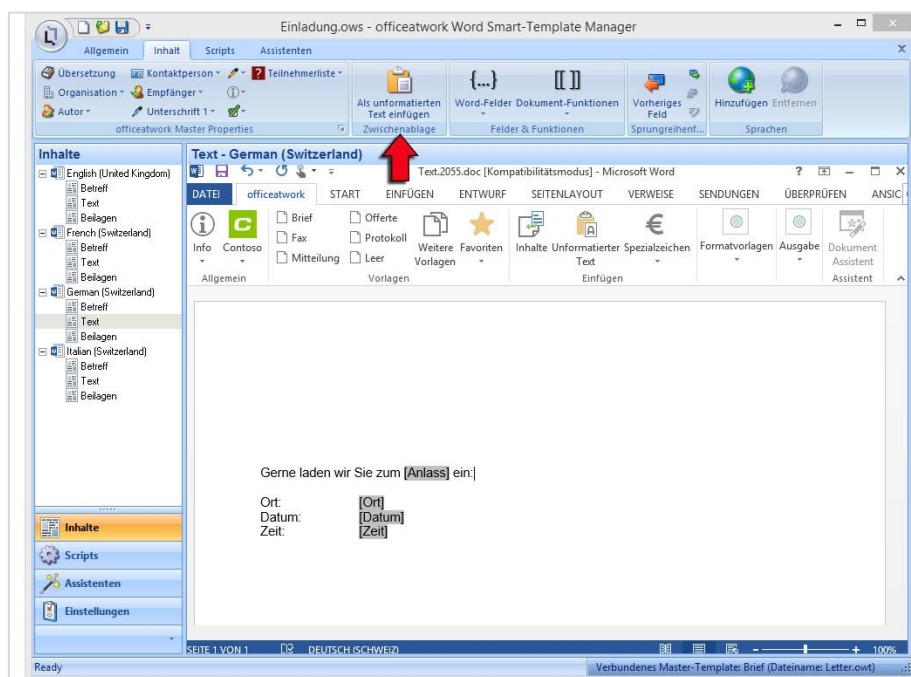 Einladung.ows - officeatwork Word Smart-Template Manager
Allgemein Inhalt Scripts Assistenten
Übersetzung Kontaktperson Teilnehmerliste
Organisation Empfänger
Autor Unterschrift 1
Als unformatierten Text einfügen
{...} Word-Felder
[[ ]] Dokument-Funktionen
Vorheriges Feld
Hinzufügen Entfernen
officeatwork Master Properties Zwischenablage Felder & Funktionen Sprungreihenf... Sprachen
Inhalte
English (United Kingdom)
Betreff
Text
Beilagen
French (Switzerland)
Betreff
Text
Beilagen
German (Switzerland)
Betreff
Text
Beilagen
Italian (Switzerland)
Betreff
Text
Beilagen
Inhalte
Scripts
Assistenten
Einstellungen
Text - German (Switzerland)
Text.2055.doc [Kompatibilitätsmodus] - Microsoft Word
DATEI officeatwork START EINFÜGEN ENTWURF SEITENLAYOUT VERWEISE SENDUNGEN ÜBERPRÜFEN ANSIC
Info Contoso
Brief Offerte
Fax Protokoll
Mitteilung Leer
Weitere Vorlagen
Favoriten
Inhalte
Unformatierter Text
Spezialzeichen
Formatvorlagen
Ausgabe
Dokument Assistent
Allgemein Vorlagen Einfügen Assistent
Gerne laden wir Sie zum [Anlass] ein:
Ort: [Ort]
Datum: [Datum]
Zeit: [Zeit]
SEITE 1 VON 1 DEUTSCH (SCHWEIZ) 100%
Ready Verbundenes Master-Template: Brief (Dateiname: Letter.owt)